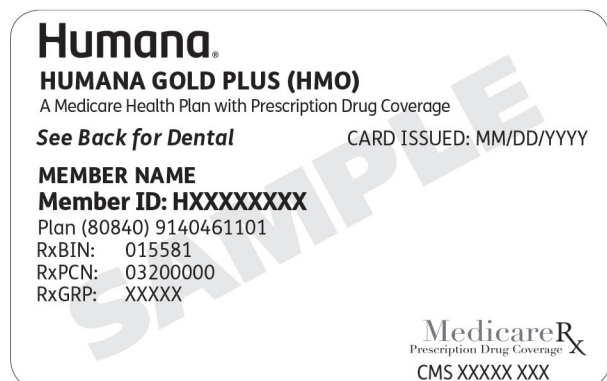 Humana®
HUMANA GOLD PLUS (HMO)
A Medicare Health Plan with Prescription Drug Coverage
See Back for Dental CARD ISSUED: MM/DD/YYYY
MEMBER NAME
Member ID: HXXXXXXXX
Plan (80840) 9140461101
RxBIN: 015581
RxPCN: 03200000
RxGRP: XXXXX
SAMPLE
MedicareRx
Prescription Drug Coverage
CMS XXXXX XXX